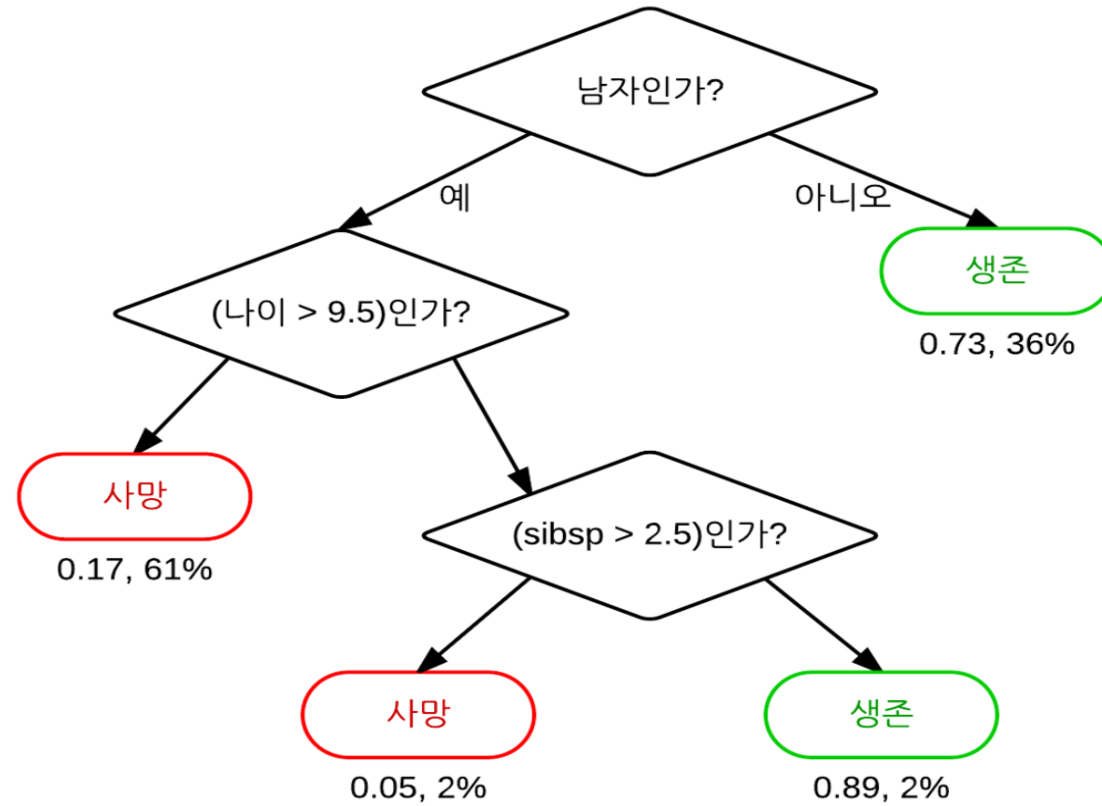 남자인가?
예
아니오
생존
0.73, 36%
(나이 > 9.5)인가?
사망
0.17, 61%
(sibsp > 2.5)인가?
사망
0.05, 2%
생존
0.89, 2%